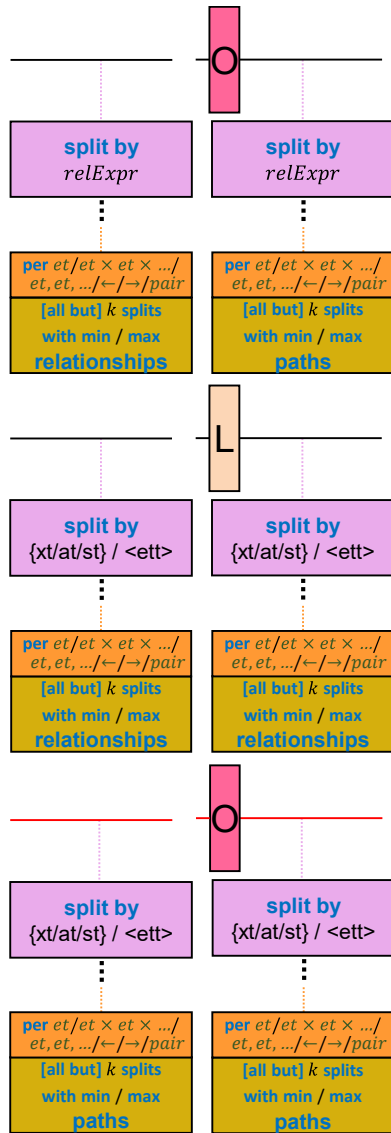 O
split by
relExpr
split by
relExpr
per et/et × et × .../
et, et, .../←/→/pair
[all but] k splits
with min / max
relationships
per et/et × et × .../
et, et, .../←/→/pair
[all but] k splits
with min / max
paths
L
split by
{xt/at/st} / <ett>
split by
{xt/at/st} / <ett>
per et/et × et × .../
et, et, .../←/→/pair
[all but] k splits
with min / max
relationships
per et/et × et × .../
et, et, .../←/→/pair
[all but] k splits
with min / max
relationships
O
split by
{xt/at/st} / <ett>
split by
{xt/at/st} / <ett>
per et/et × et × .../
et, et, .../←/→/pair
[all but] k splits
with min / max
paths
per et/et × et × .../
et, et, .../←/→/pair
[all but] k splits
with min / max
paths